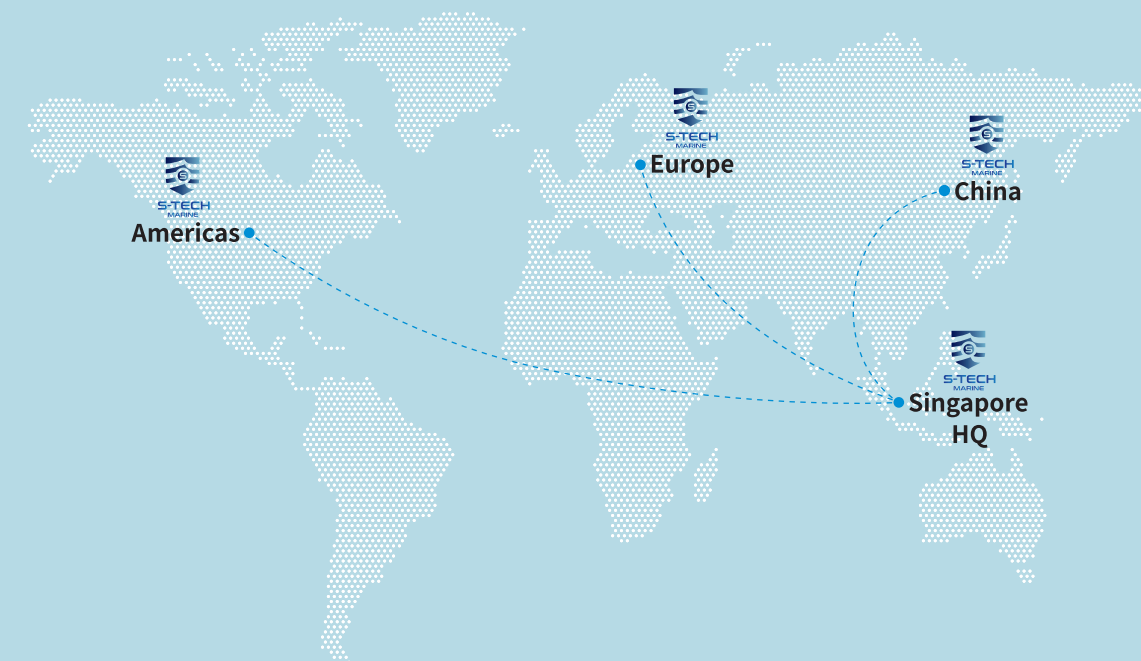 S-TECH
MARINE
Europe
S-TECH
MARINE
China
S-TECH
MARINE
Americas
S-TECH
MARINE
Singapore
HQ